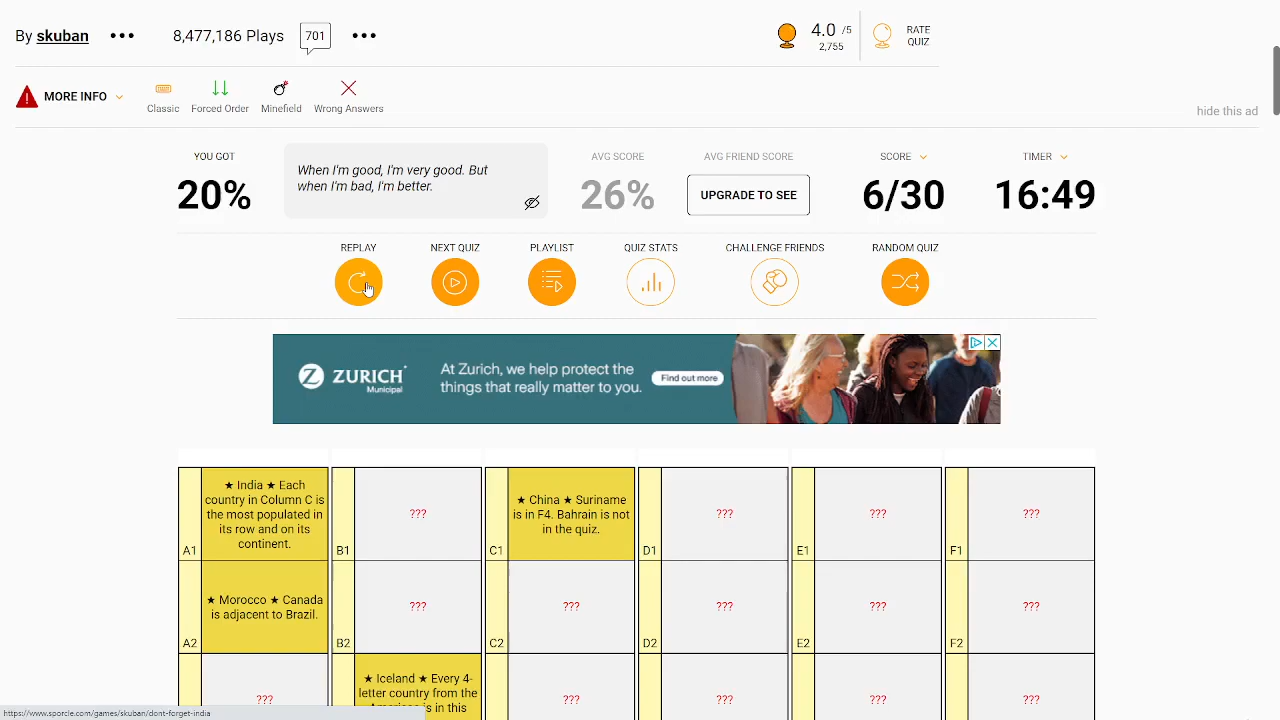 By skuban ••• 8,477,186 Plays 701 •••
4.0 /5
2,755
RATE
QUIZ
MORE INFO
Classic
Forced Order
Minefield
Wrong Answers
hide this ad
YOU GOT
20%
When I'm good, I'm very good. But
when I'm bad, I'm better.
AVG SCORE
26%
AVG FRIEND SCORE
UPGRADE TO SEE
SCORE
6/30
TIMER
16:49
REPLAY
NEXT QUIZ
PLAYLIST
QUIZ STATS
CHALLENGE FRIENDS
RANDOM QUIZ
Z ZURICH
Municipal
At Zurich, we help protect the
things that really matter to you.
Find out more
A1
★ India ★ Each
country in Column C is
the most populated in
its row and on its
continent.
B1
???
C1
★ China ★ Suriname
is in F4. Bahrain is not
in the quiz.
D1
???
E1
???
F1
???
A2
★ Morocco ★ Canada
is adjacent to Brazil.
B2
???
C2
???
D2
???
E2
???
F2
???
???
★ Iceland ★ Every 4-
letter country from the
Americas is in this
???
???
???
???
https://www.sporcle.com/games/skuban/dont-forget-india